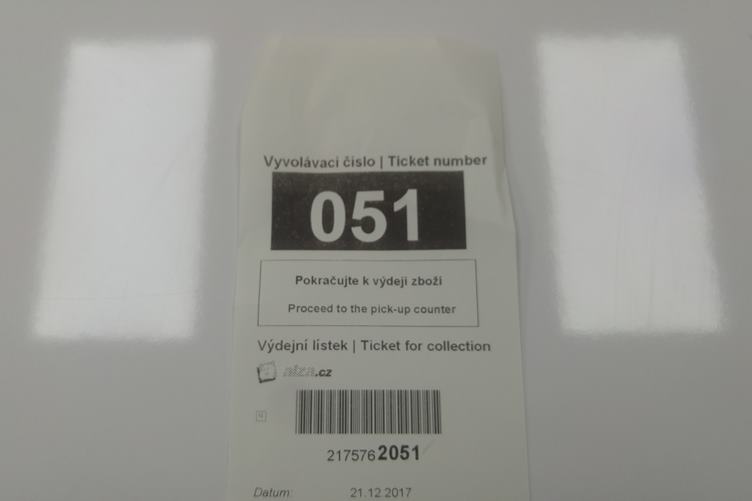 Vyvolávací číslo | Ticket number
051
Pokračujte k výdeji zboží
Proceed to the pick-up counter
Výdejní lístek | Ticket for collection
alza.cz
2175762051
Datum: 21.12.2017